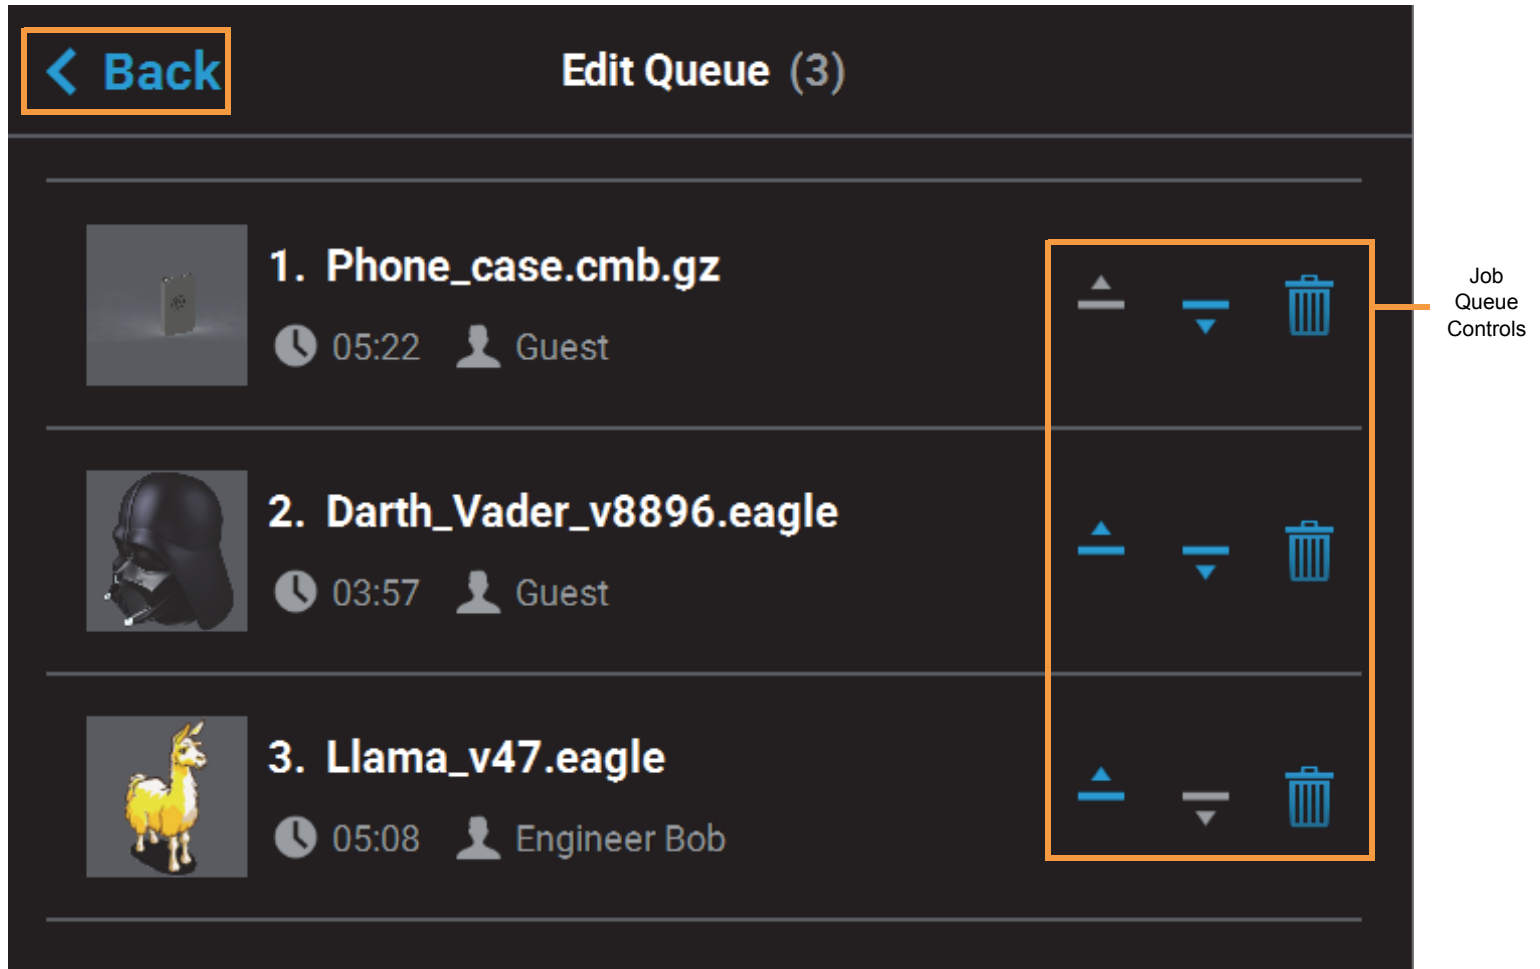 Back
Edit Queue (3)
1. Phone_case.cmb.gz
05:22 Guest
2. Darth_Vader_v8896.eagle
03:57 Guest
3. Llama_v47.eagle
05:08 Engineer Bob
Job
Queue
Controls